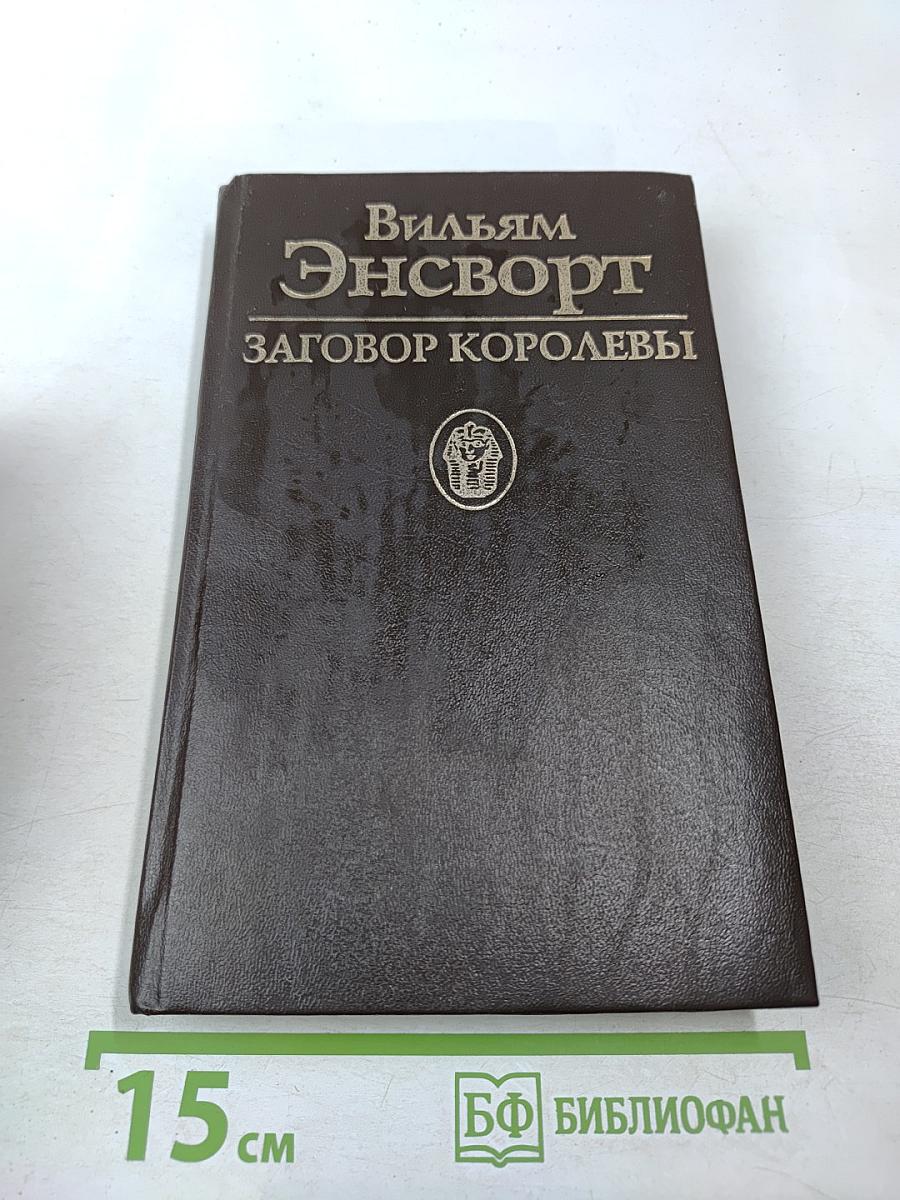 Вильям
Энсворт
ЗАГОВОР КОРОЛЕВЫ
15 см
БФ БИБЛИОФАН